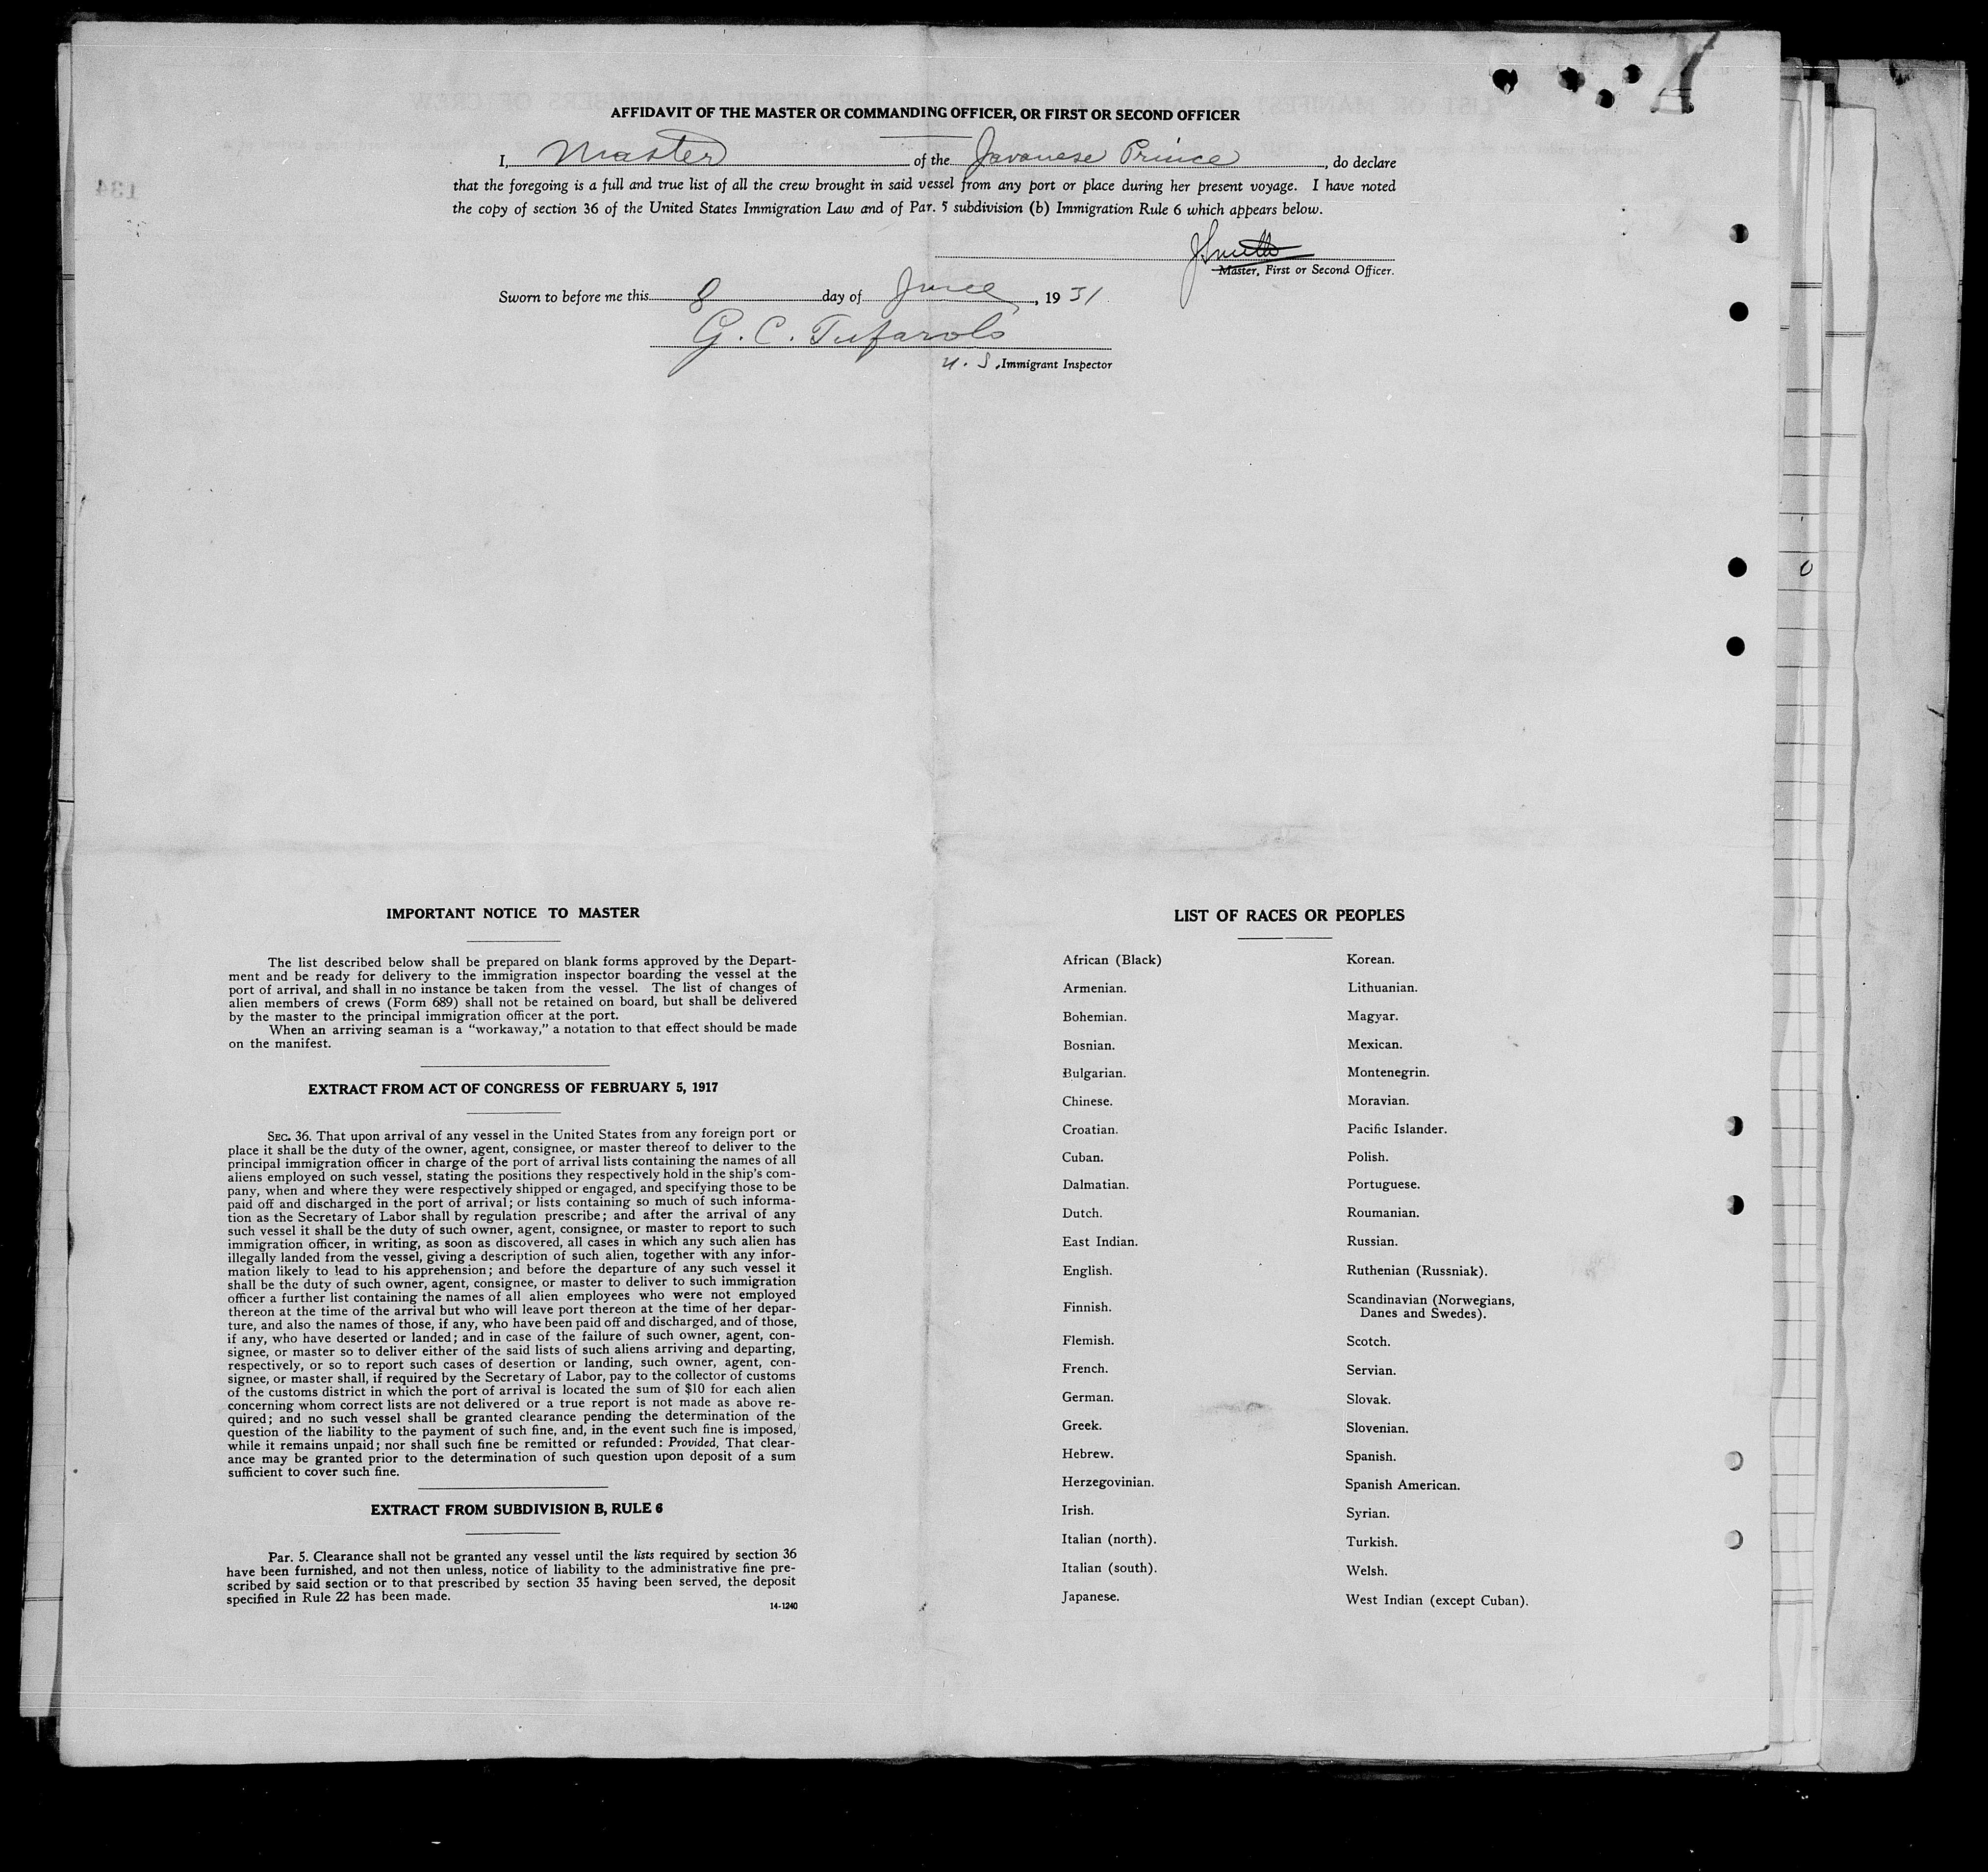 AFFIDAVIT OF THE MASTER OR COMMANDING OFFICER, OR FIRST OR SECOND OFFICER
I, Master of the Javanese Prince, do declare
that the foregoing is a full and true list of all the crew brought in said vessel from any port or place during her present voyage. I have noted
the copy of section 36 of the United States Immigration Law and of Par. 5 subdivision (b) Immigration Rule 6 which appears below.
J Smith
Master, First or Second Officer.
Sworn to before me this 8 day of June, 1931
G. C. Tufarolo
U. S. Immigrant Inspector
IMPORTANT NOTICE TO MASTER
The list described below shall be prepared on blank forms approved by the Depart-
ment and be ready for delivery to the immigration inspector boarding the vessel at the
port of arrival, and shall in no instance be taken from the vessel. The list of changes of
alien members of crews (Form 689) shall not be retained on board, but shall be delivered
by the master to the principal immigration officer at the port.
When an arriving seaman is a "workaway," a notation to that effect should be made
on the manifest.
EXTRACT FROM ACT OF CONGRESS OF FEBRUARY 5, 1917
SEC. 36. That upon arrival of any vessel in the United States from any foreign port or
place it shall be the duty of the owner, agent, consignee, or master thereof to deliver to the
principal immigration officer in charge of the port of arrival lists containing the names of all
aliens employed on such vessel, stating the positions they respectively hold in the ship's com-
pany, when and where they were respectively shipped or engaged, and specifying those to be
paid off and discharged in the port of arrival; or lists containing so much of such informa-
tion as the Secretary of Labor shall by regulation prescribe; and after the arrival of any
such vessel it shall be the duty of such owner, agent, consignee, or master to report to such
immigration officer, in writing, as soon as discovered, all cases in which any such alien has
illegally landed from the vessel, giving a description of such alien, together with any infor-
mation likely to lead to his apprehension; and before the departure of any such vessel it
shall be the duty of such owner, agent, consignee, or master to deliver to such immigration
officer a further list containing the names of all alien employees who were not employed
thereon at the time of the arrival but who will leave port thereon at the time of her depar-
ture, and also the names of those, if any, who have been paid off and discharged, and of those,
if any, who have deserted or landed; and in case of the failure of such owner, agent, con-
signee, or master so to deliver either of the said lists of such aliens arriving and departing,
respectively, or so to report such cases of desertion or landing, such owner, agent, con-
signee, or master shall, if required by the Secretary of Labor, pay to the collector of customs
of the customs district in which the port of arrival is located the sum of $10 for each alien
concerning whom correct lists are not delivered or a true report is not made as above re-
quired; and no such vessel shall be granted clearance pending the determination of the
question of the liability to the payment of such fine, and, in the event such fine is imposed,
while it remains unpaid; nor shall such fine be remitted or refunded: Provided, That clear-
ance may be granted prior to the determination of such question upon deposit of a sum
sufficient to cover such fine.
EXTRACT FROM SUBDIVISION B, RULE 6
Par. 5. Clearance shall not be granted any vessel until the lists required by section 36
have been furnished, and not then unless, notice of liability to the administrative fine pre-
scribed by said section or to that prescribed by section 35 having been served, the deposit
specified in Rule 22 has been made.
14-1240
LIST OF RACES OR PEOPLES
African (Black)
Armenian.
Bohemian.
Bosnian.
Bulgarian.
Chinese.
Croatian.
Cuban.
Dalmatian.
Dutch.
East Indian.
English.
Finnish.
Flemish.
French.
German.
Greek.
Hebrew.
Herzegovinian.
Irish.
Italian (north).
Italian (south).
Japanese.
Korean.
Lithuanian.
Magyar.
Mexican.
Montenegrin.
Moravian.
Pacific Islander.
Polish.
Portuguese.
Roumanian.
Russian.
Ruthenian (Russniak).
Scandinavian (Norwegians,
Danes and Swedes).
Scotch.
Servian.
Slovak.
Slovenian.
Spanish.
Spanish American.
Syrian.
Turkish.
Welsh.
West Indian (except Cuban).